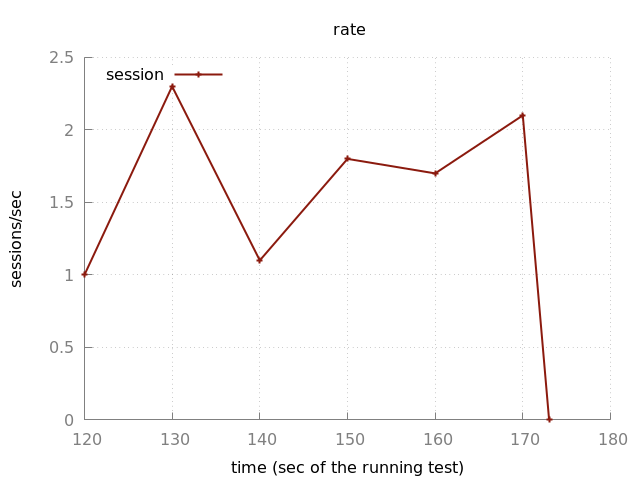 rate
session
2.5
2
1.5
1
0.5
0
sessions/sec
120 130 140 150 160 170 180
time (sec of the running test)